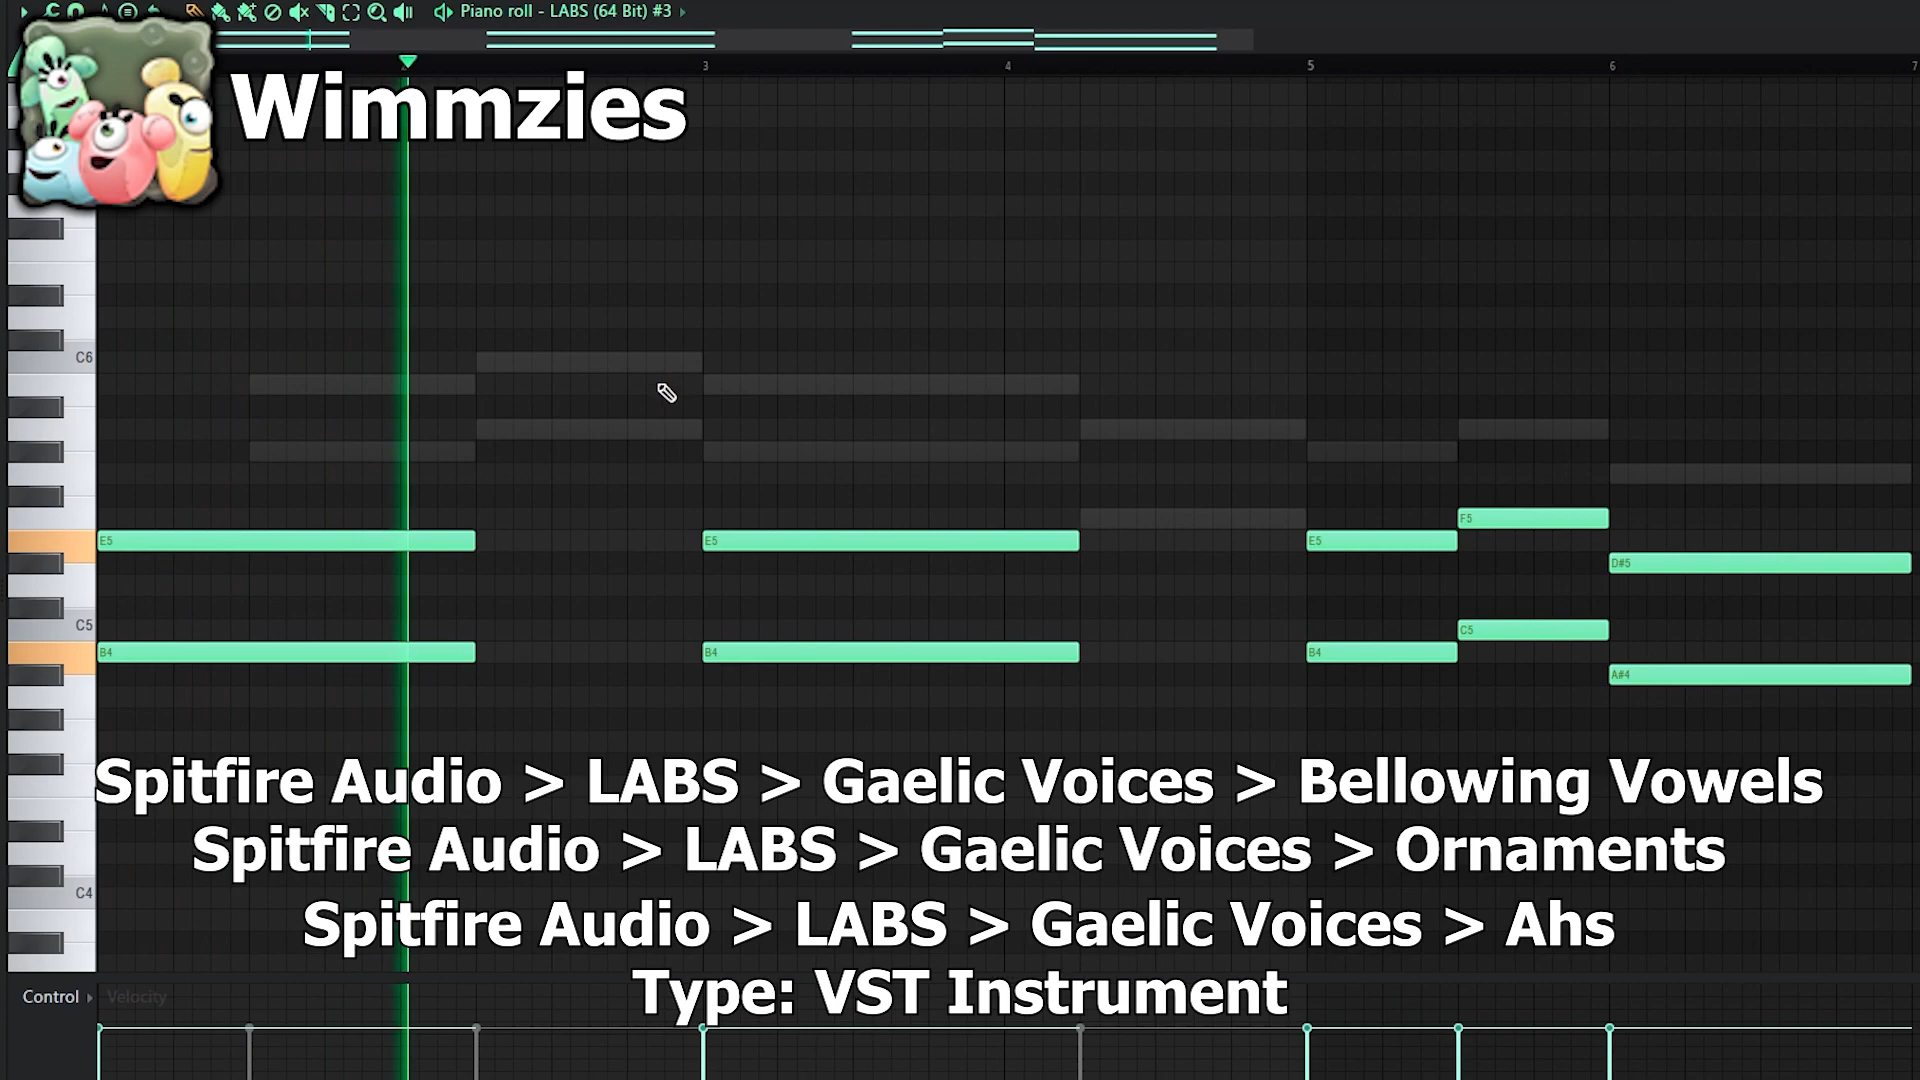 Piano roll - LABS (64 Bit) #3
3 4 5 6 7
Wimmzies
C6
F5
E5 E5 E5
D#5
C5
C5
B4 B4 B4
A#4
Spitfire Audio > LABS > Gaelic Voices > Bellowing Vowels
Spitfire Audio > LABS > Gaelic Voices > Ornaments
C4
Spitfire Audio > LABS > Gaelic Voices > Ahs
Type: VST Instrument
Control
Velocity